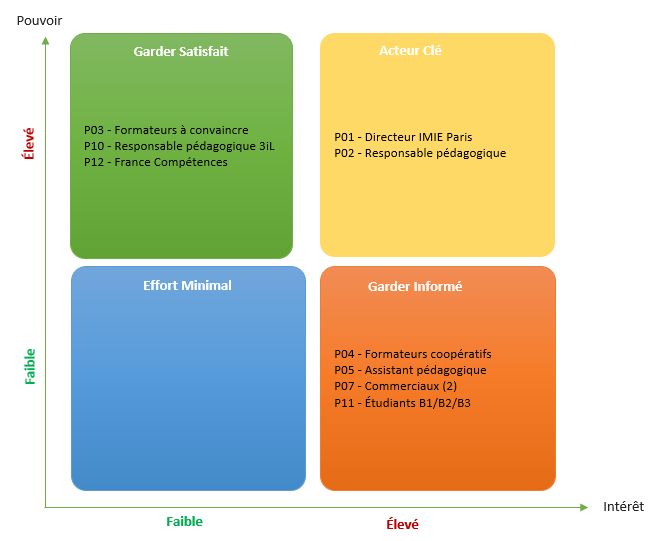 Pouvoir
Garder Satisfait
Acteur Clé
Élevé
P03 - Formateurs à convaincre
P10 - Responsable pédagogique 3iL
P12 - France Compétences
P01 - Directeur IMIE Paris
P02 - Responsable pédagogique
Effort Minimal
Garder Informé
Faible
P04 - Formateurs coopératifs
P05 - Assistant pédagogique
P07 - Commerciaux (2)
P11 - Étudiants B1/B2/B3
Intérêt
Faible
Élevé